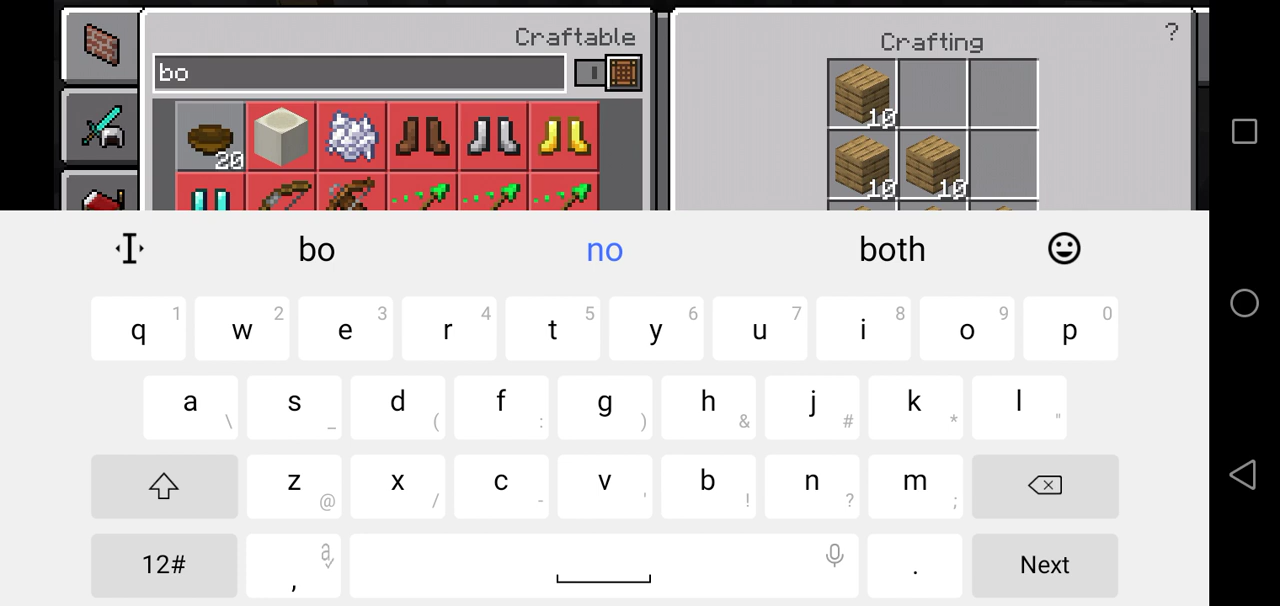 Craftable
Crafting
?
bo
10
20
10
10
bo
no
both
q 1 w 2 e 3 r 4 t 5 y 6 u 7 i 8 o 9 p 0
a \ s _ d ( f : g ) h & j # k * l "
z @ x / c - v ' b ! n ? m ;
12# , a . Next